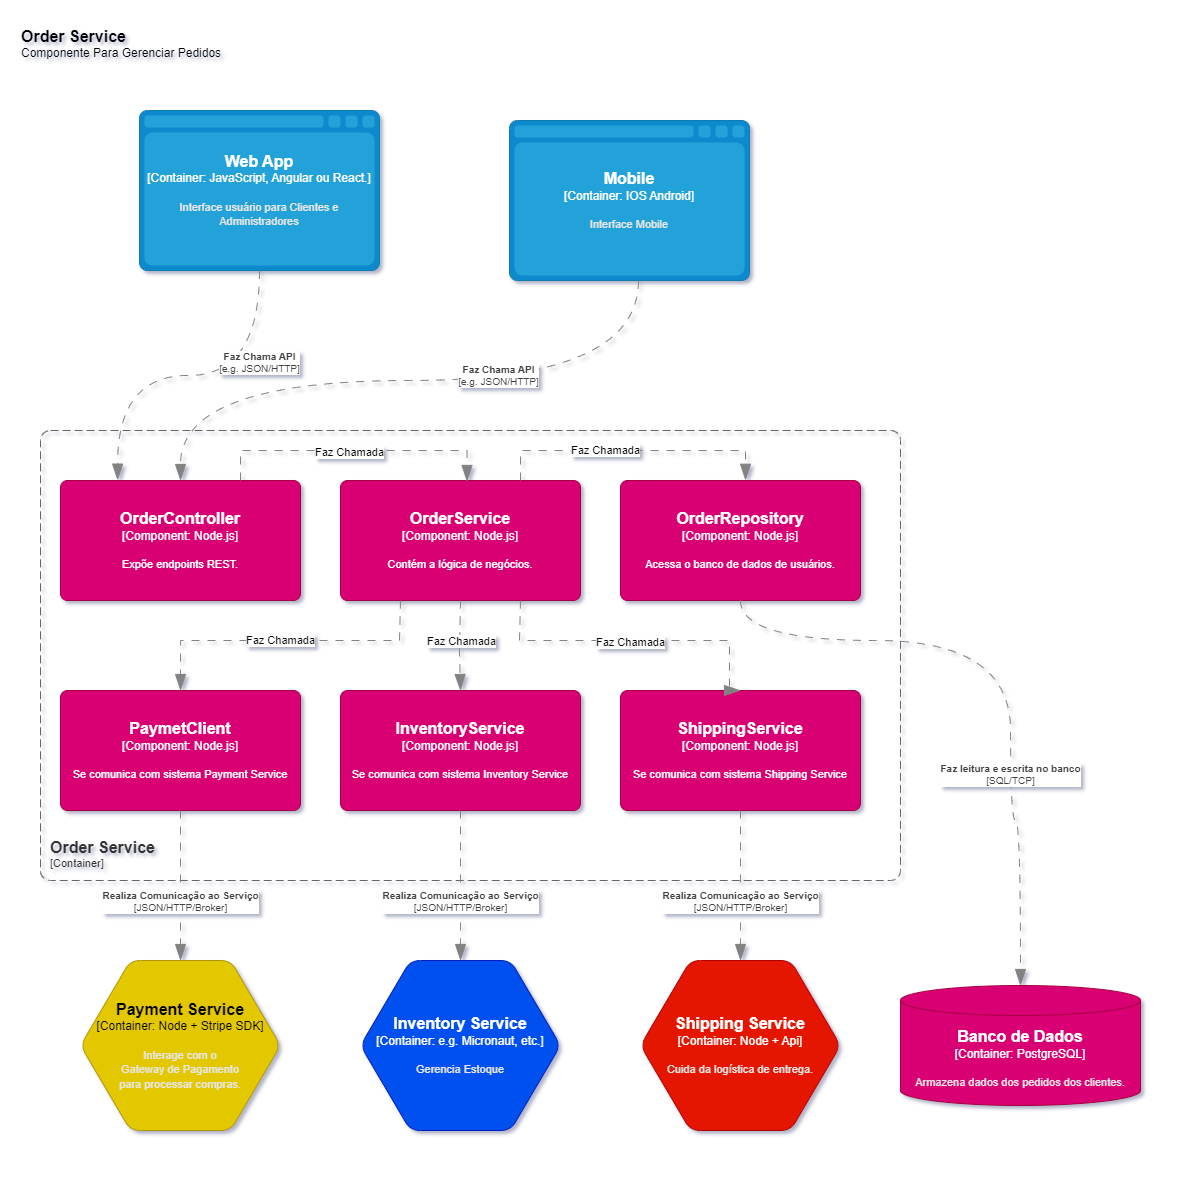 Order Service
Componente Para Gerenciar Pedidos
Web App
[Container: JavaScript, Angular ou React.]
Interface usuário para Clientes e
Administradores
Mobile
[Container: IOS Android]
Interface Mobile
Faz Chama API
[e.g. JSON/HTTP]
Faz Chama API
[e.g. JSON/HTTP]
Faz Chamada
Faz Chamada
OrderController
[Component: Node.js]
Expõe endpoints REST.
OrderService
[Component: Node.js]
Contém a lógica de negócios.
OrderRepository
[Component: Node.js]
Acessa o banco de dados de usuários.
Faz Chamada
Faz Chamada
Faz Chamada
PaymetClient
[Component: Node.js]
Se comunica com sistema Payment Service
InventoryService
[Component: Node.js]
Se comunica com sistema Inventory Service
ShippingService
[Component: Node.js]
Se comunica com sistema Shipping Service
Faz leitura e escrita no banco
[SQL/TCP]
Order Service
[Container]
Realiza Comunicação ao Serviço
[JSON/HTTP/Broker]
Realiza Comunicação ao Serviço
[JSON/HTTP/Broker]
Realiza Comunicação ao Serviço
[JSON/HTTP/Broker]
Payment Service
[Container: Node + Stripe SDK]
Interage com o
Gateway de Pagamento
para processar compras.
Inventory Service
[Container: e.g. Micronaut, etc.]
Gerencia Estoque
Shipping Service
[Container: Node + Api]
Cuida da logística de entrega.
Banco de Dados
[Container: PostgreSQL]
Armazena dados dos pedidos dos clientes.